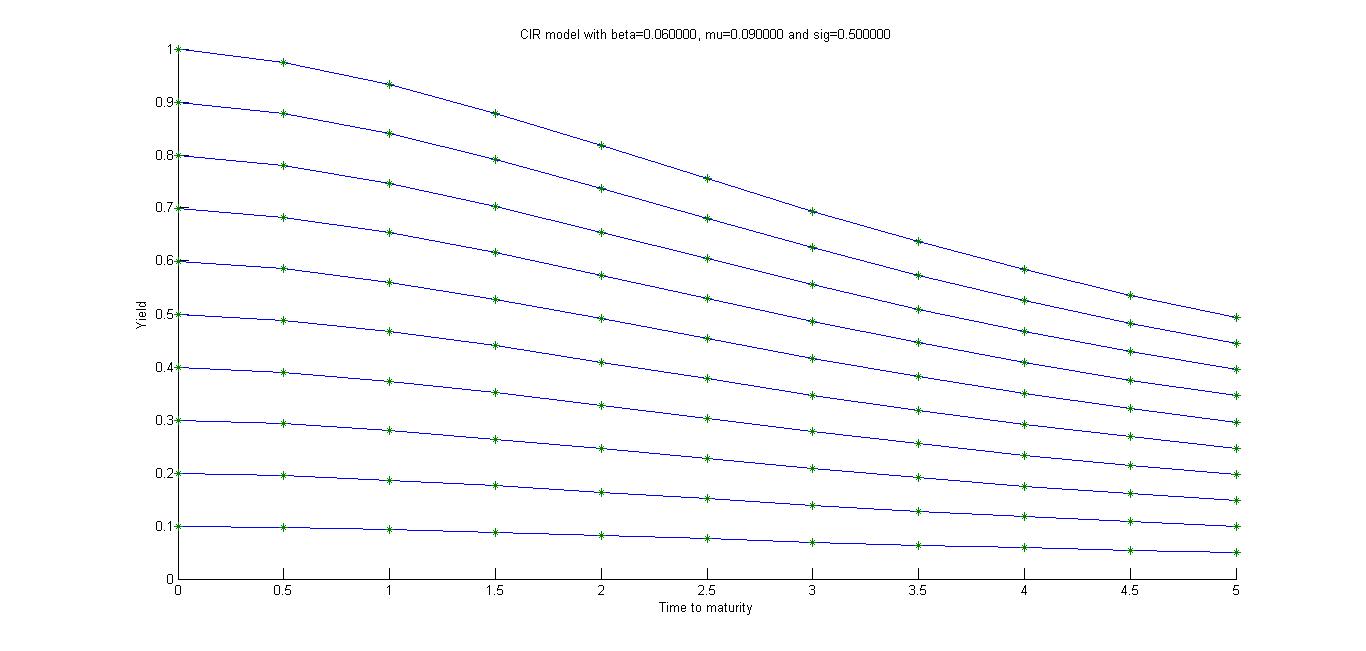 CIR model with beta=0.060000, mu=0.090000 and sig=0.500000
1
0.9
0.8
0.7
0.6
0.5
0.4
0.3
0.2
0.1
0
Yield
0 0.5 1 1.5 2 2.5 3 3.5 4 4.5 5
Time to maturity